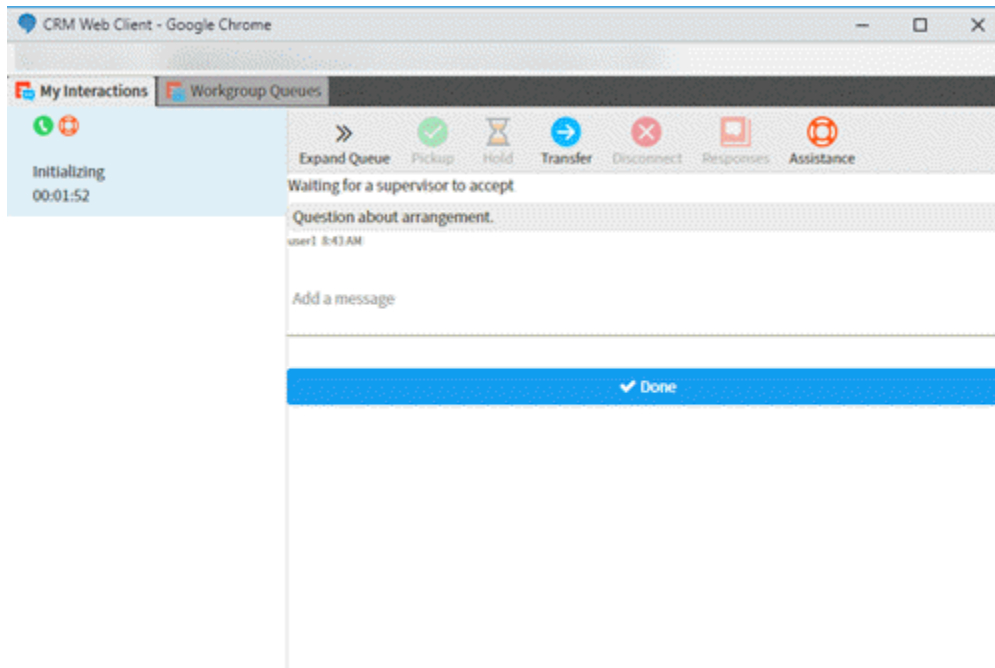 CRM Web Client - Google Chrome
My Interactions Workgroup Queues
Initializing
00:01:52
Expand Queue Pickup Hold Transfer Disconnect Responses Assistance
Waiting for a supervisor to accept
Question about arrangement.
user1 8:43 AM
Add a message
Done